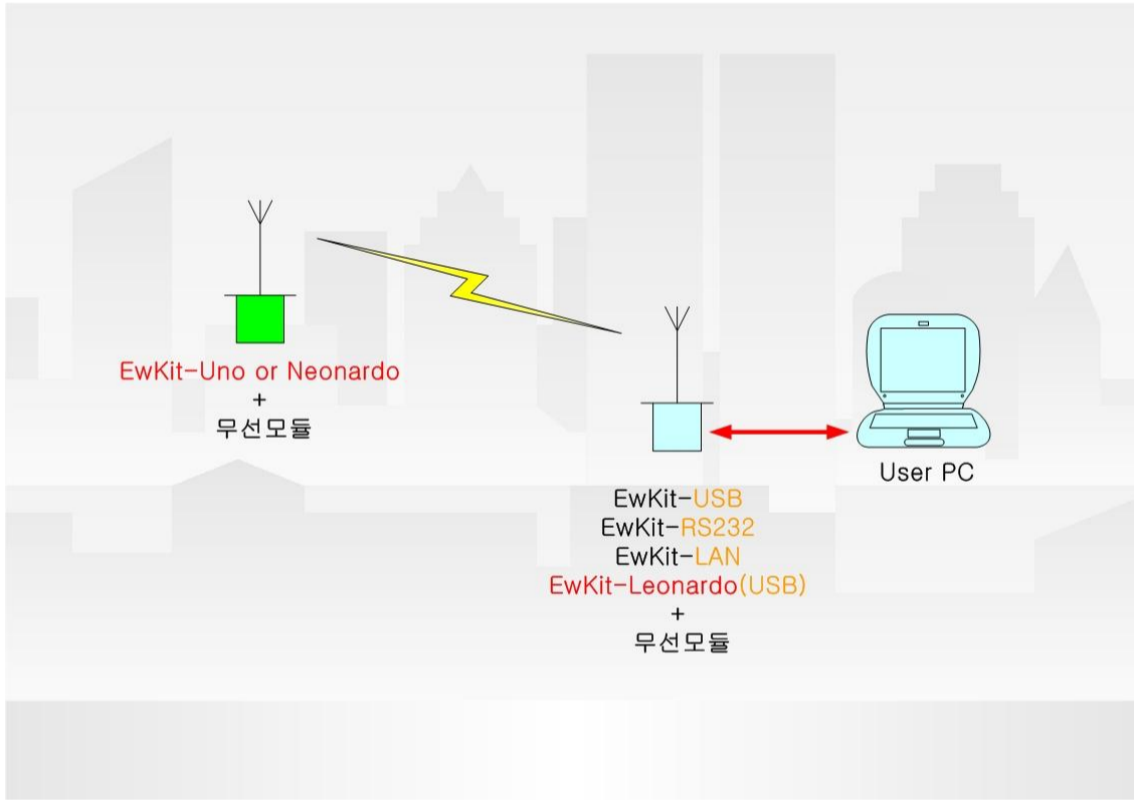 EwKit-Uno or Neonardo
+
무선모듈
User PC
EwKit-USB
EwKit-RS232
EwKit-LAN
EwKit-Leonardo(USB)
+
무선모듈